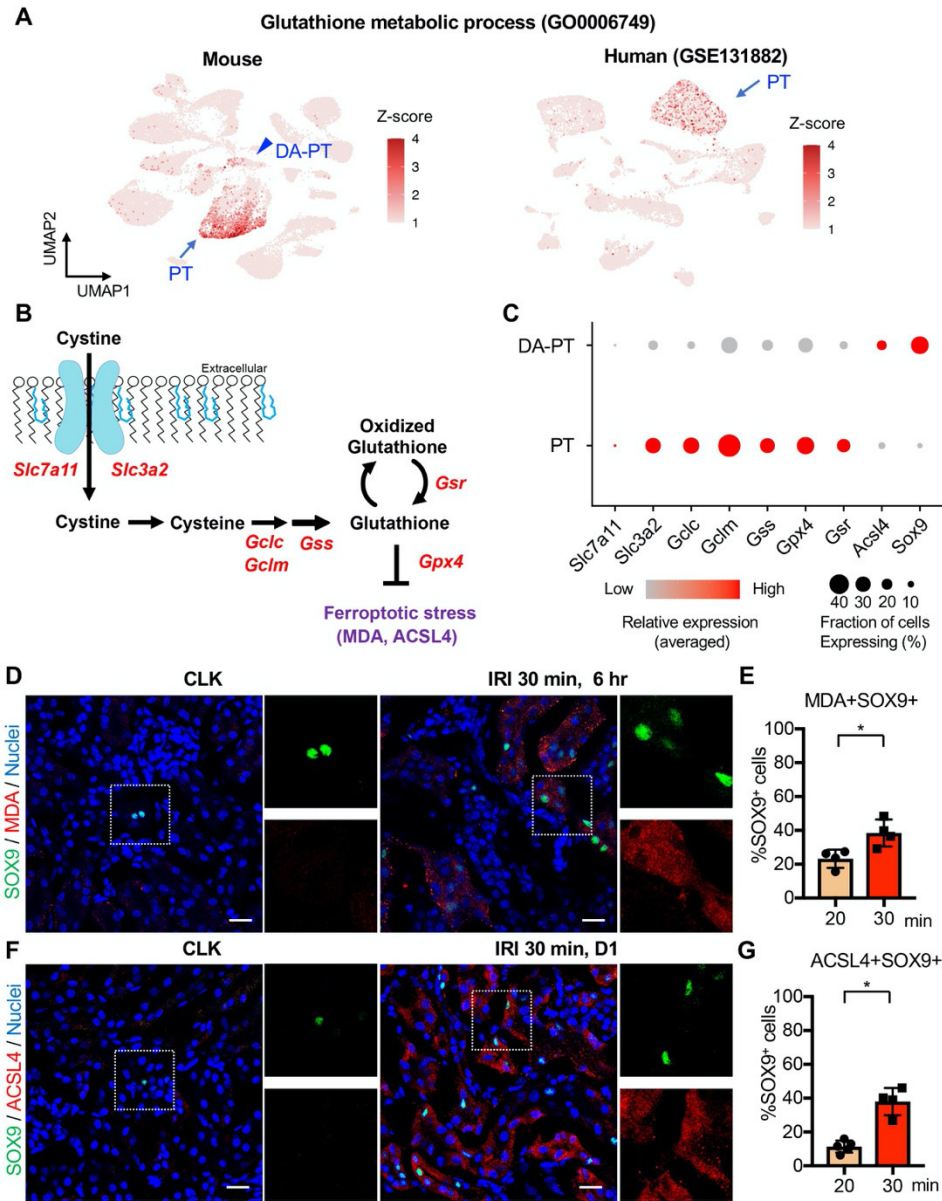 A
Glutathione metabolic process (GO0006749)
Mouse
Human (GSE131882)
Z-score
4
3
2
1
DA-PT
PT
UMAP2
UMAP1
PT
Z-score
4
3
2
1
B
Cystine
Extracellular
Slc7a11 Slc3a2
Cystine
Cysteine
Gclc
Gclm
Gss
Oxidized
Glutathione
Gsr
Glutathione
Gpx4
Ferroptotic stress
(MDA, ACSL4)
C
DA-PT
PT
Slc7a11
Slc3a2
Gclc
Gclm
Gss
Gpx4
Gsr
Acsl4
Sox9
Low High
Relative expression
(averaged)
40 30 20 10
Fraction of cells
Expressing (%)
D
CLK
IRI 30 min, 6 hr
SOX9 / MDA / Nuclei
E
MDA+SOX9+
*
%SOX9+ cells
100
80
60
40
20
0
20 30 min
F
CLK
IRI 30 min, D1
SOX9 / ACSL4 / Nuclei
G
ACSL4+SOX9+
*
%SOX9+ cells
100
80
60
40
20
0
20 30 min